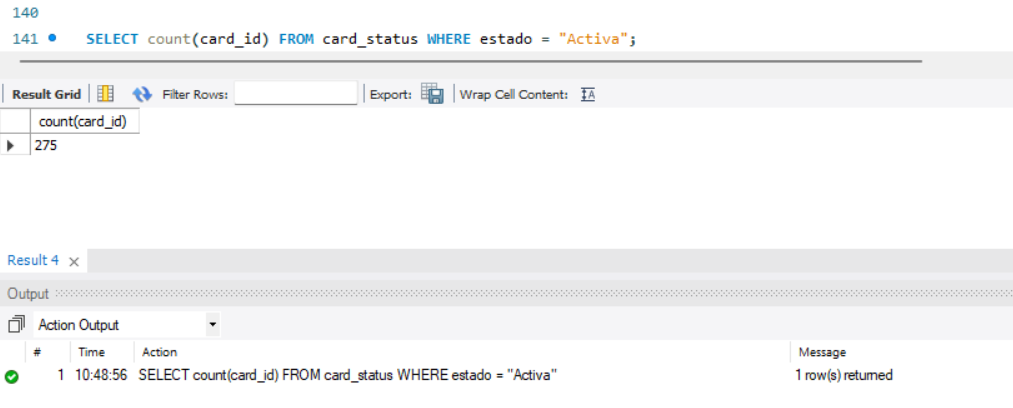 140
141 SELECT count(card_id) FROM card_status WHERE estado = "Activa";
Result Grid Filter Rows: Export: Wrap Cell Content: IA
count(card_id)
275
Result 4 ×
Output
Action Output
# Time Action Message
1 10:48:56 SELECT count(card_id) FROM card_status WHERE estado = "Activa" 1 row(s) returned